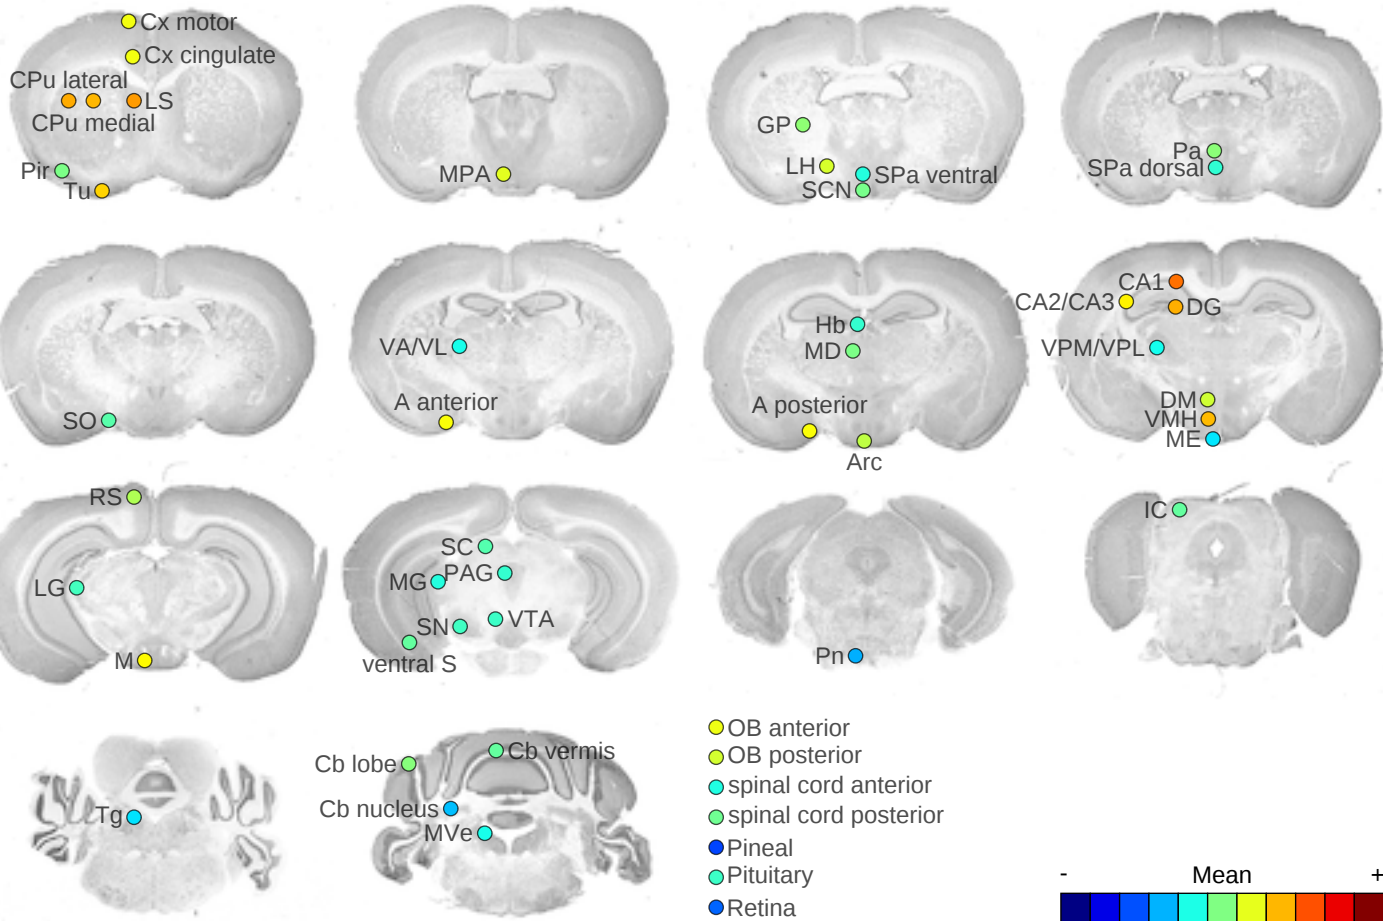 Cx motor
Cx cingulate
CPu lateral
LS
CPu medial
Pir
Tu
MPA
GP
LH
SPa ventral
SCN
Pa
SPa dorsal
SO
VA/VL
A anterior
Hb
MD
A posterior
Arc
CA1
CA2/CA3
DG
VPM/VPL
DM
VMH
ME
RS
LG
M
SC
MG
PAG
SN
VTA
ventral S
Pn
IC
Tg
Cb lobe
Cb vermis
Cb nucleus
MVe
OB anterior
OB posterior
spinal cord anterior
spinal cord posterior
Pineal
Pituitary
Retina
- Mean +